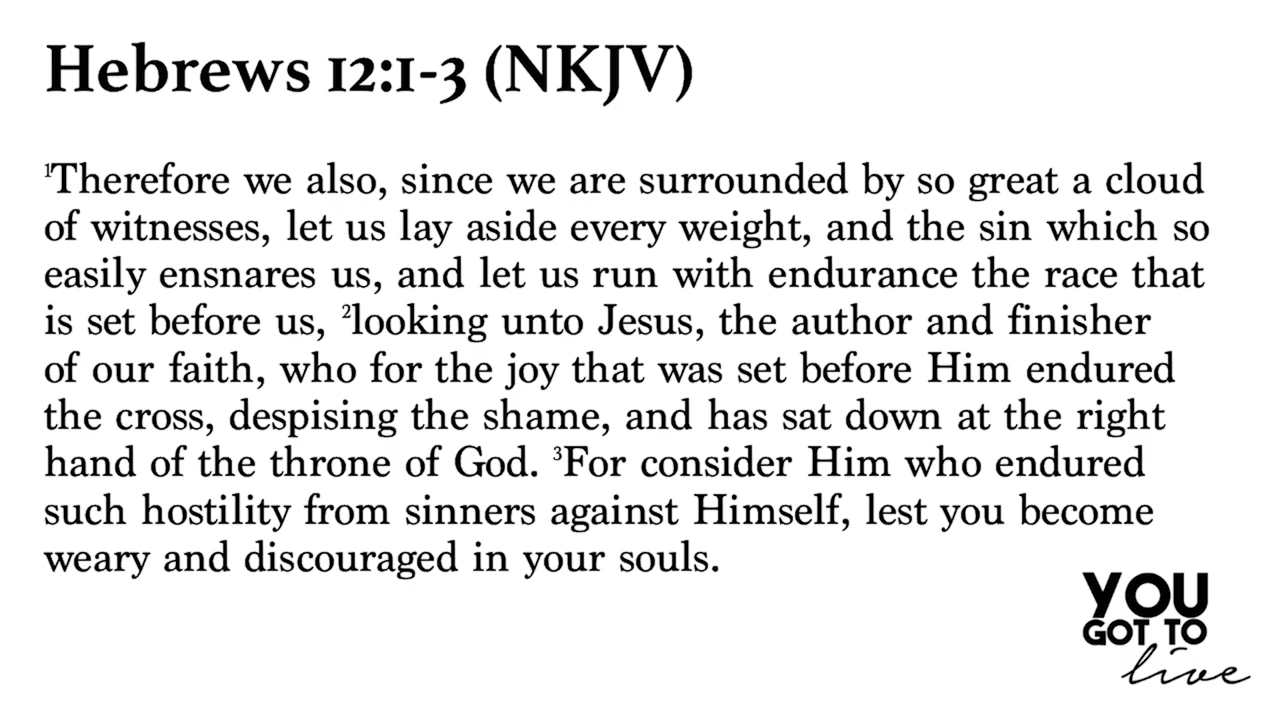 Hebrews 12:1-3 (NKJV)
¹Therefore we also, since we are surrounded by so great a cloud
of witnesses, let us lay aside every weight, and the sin which so
easily ensnares us, and let us run with endurance the race that
is set before us, ²looking unto Jesus, the author and finisher
of our faith, who for the joy that was set before Him endured
the cross, despising the shame, and has sat down at the right
hand of the throne of God. ³For consider Him who endured
such hostility from sinners against Himself, lest you become
weary and discouraged in your souls.
YOU
GOT TO
live